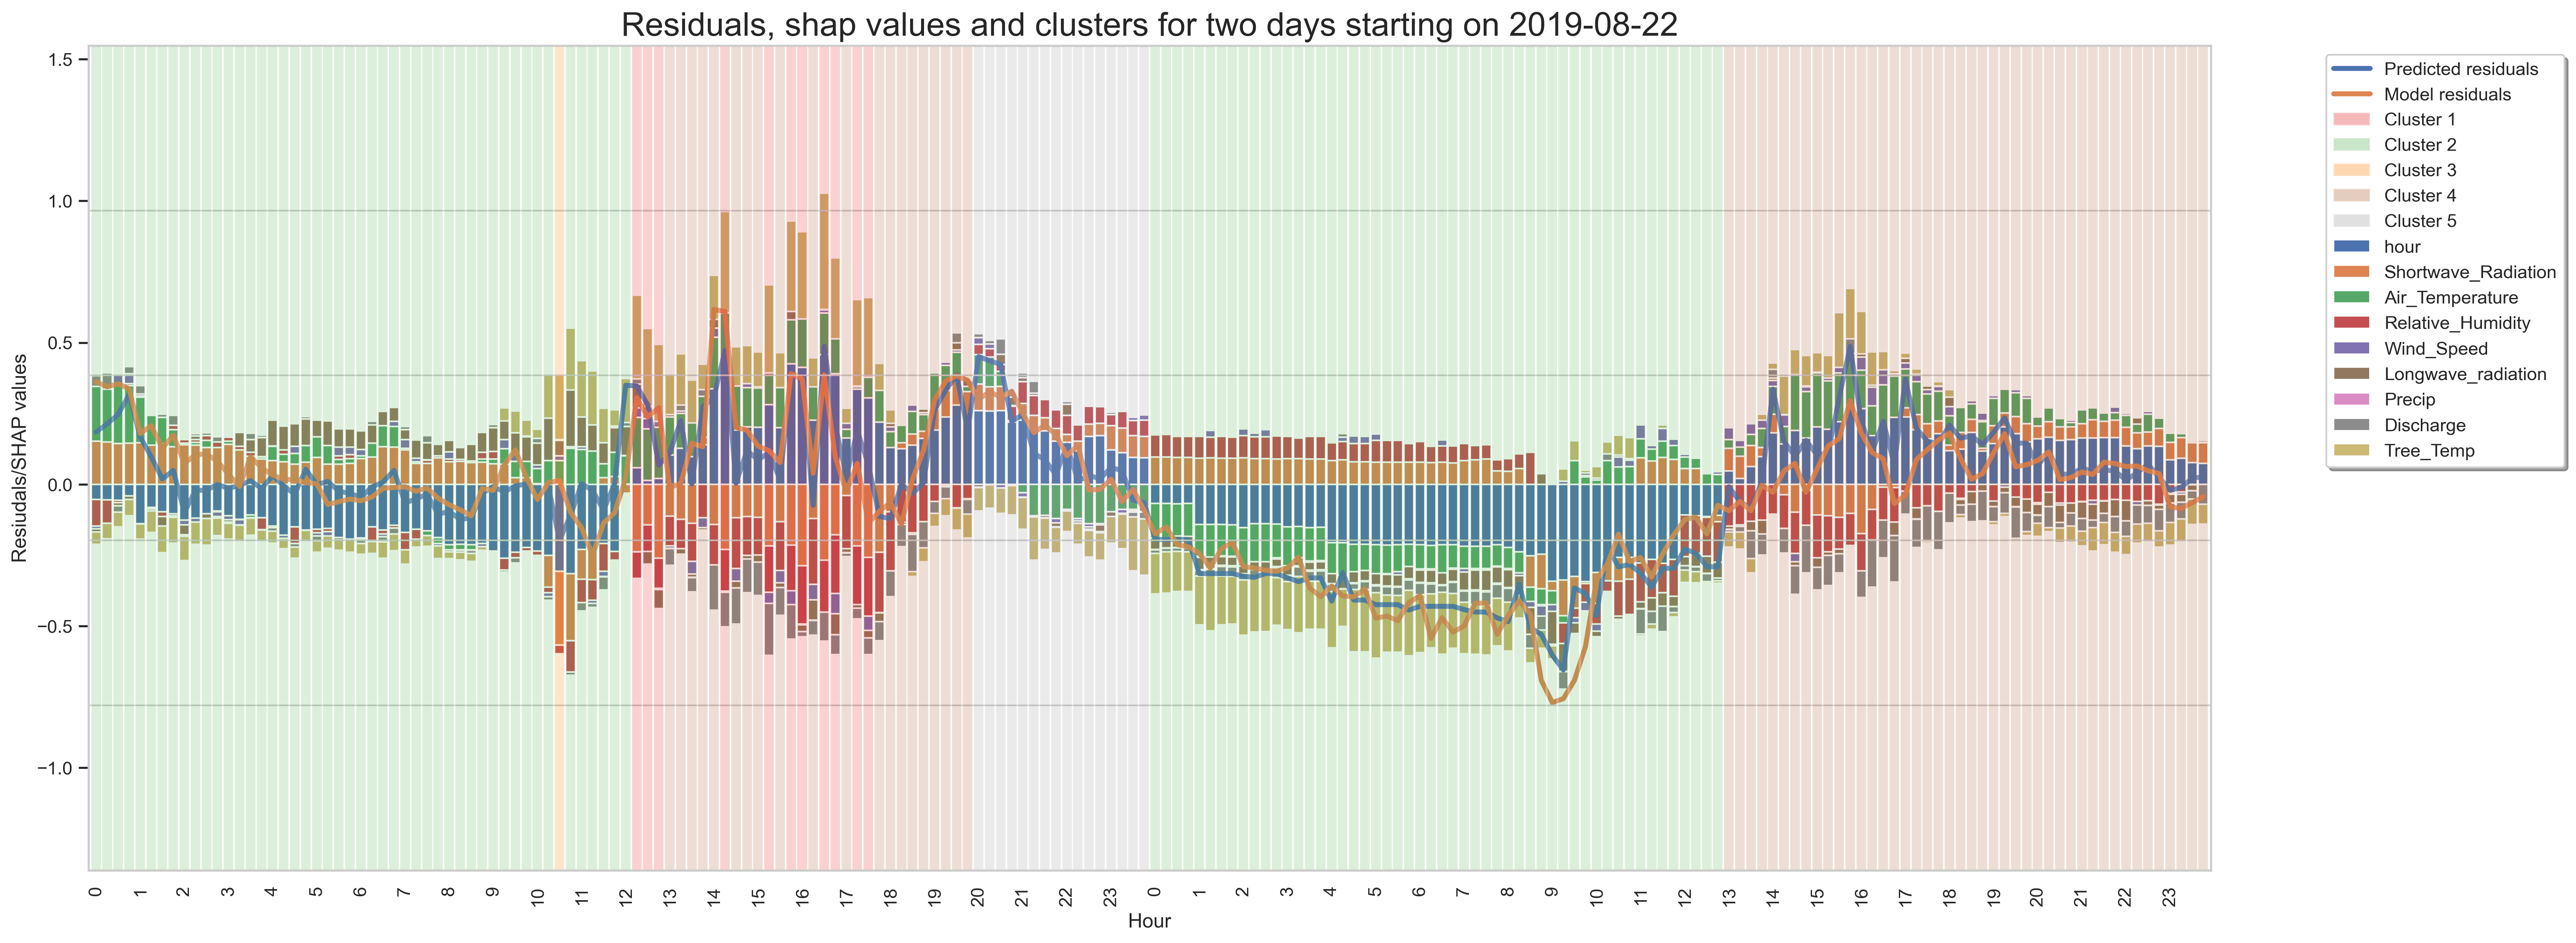 Residuals, shap values and clusters for two days starting on 2019-08-22
1.5
1.0
0.5
0.0
−0.5
−1.0
Resiudals/SHAP values
0 1 2 3 4 5 6 7 8 9 10 11 12 13 14 15 16 17 18 19 20 21 22 23 0 1 2 3 4 5 6 7 8 9 10 11 12 13 14 15 16 17 18 19 20 21 22 23
Hour
Predicted residuals
Model residuals
Cluster 1
Cluster 2
Cluster 3
Cluster 4
Cluster 5
hour
Shortwave_Radiation
Air_Temperature
Relative_Humidity
Wind_Speed
Longwave_radiation
Precip
Discharge
Tree_Temp